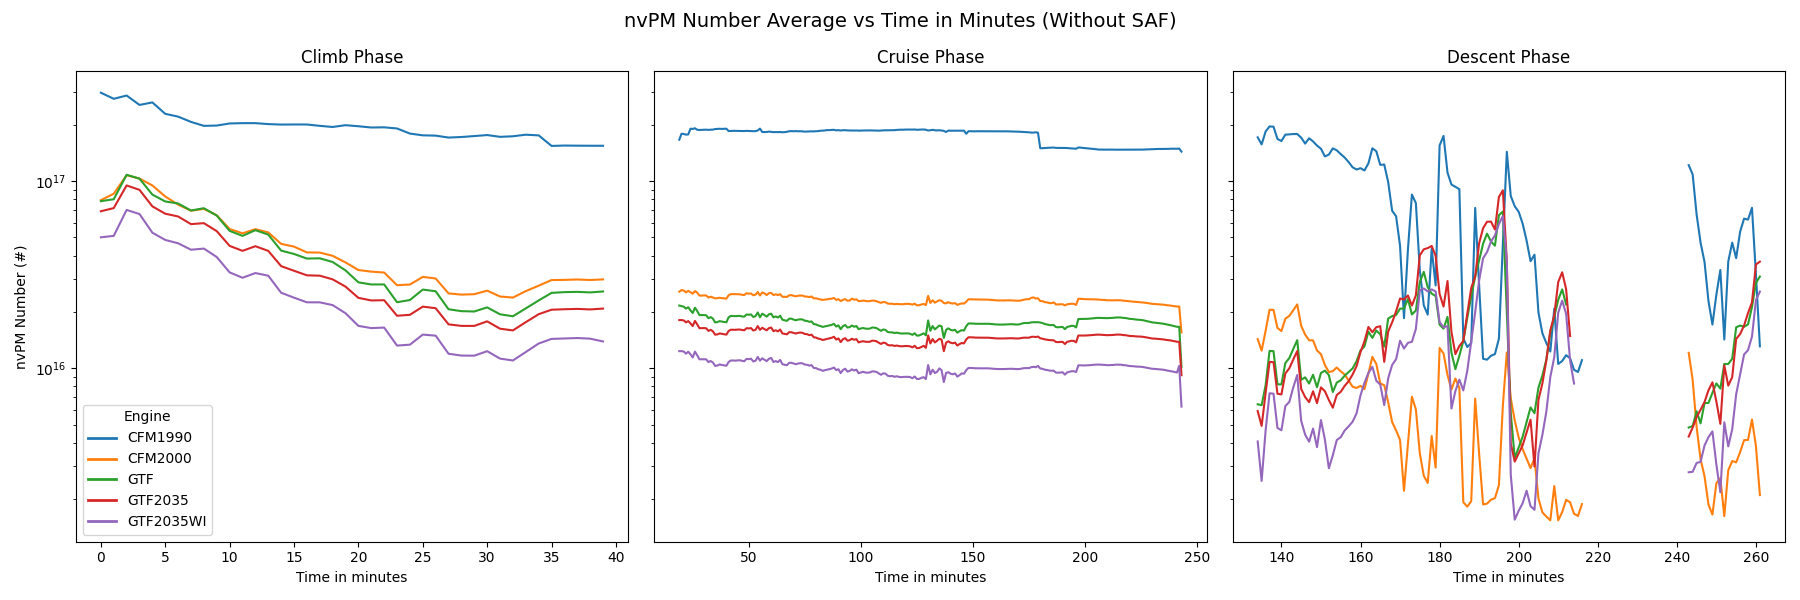 nvPM Number Average vs Time in Minutes (Without SAF)
Climb Phase
Cruise Phase
Descent Phase
nvPM Number (#)
10^17
10^16
Engine
CFM1990
CFM2000
GTF
GTF2035
GTF2035WI
0 5 10 15 20 25 30 35 40
50 100 150 200 250
140 160 180 200 220 240 260
Time in minutes
Time in minutes
Time in minutes